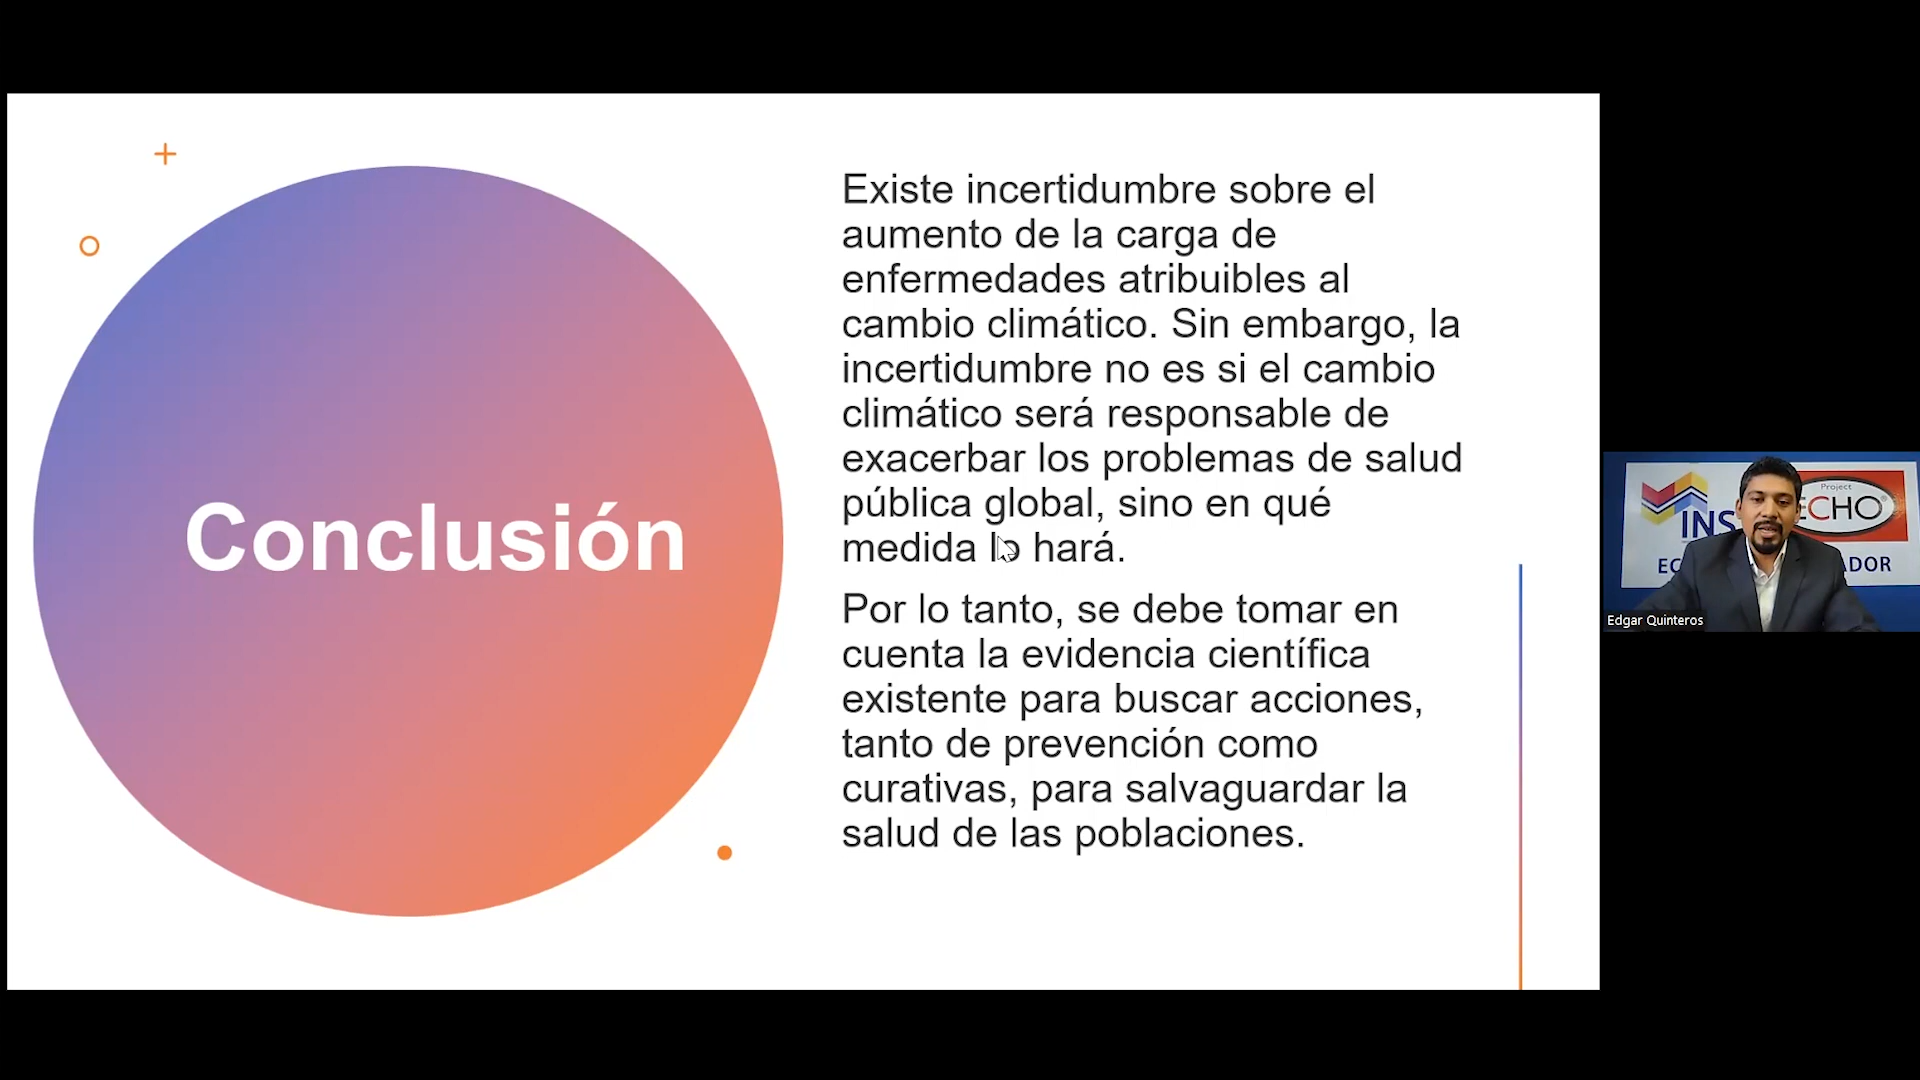 Conclusión
Existe incertidumbre sobre el
aumento de la carga de
enfermedades atribuibles al
cambio climático. Sin embargo, la
incertidumbre no es si el cambio
climático será responsable de
exacerbar los problemas de salud
pública global, sino en qué
medida lo hará.
Por lo tanto, se debe tomar en
cuenta la evidencia científica
existente para buscar acciones,
tanto de prevención como
curativas, para salvaguardar la
salud de las poblaciones.
INS
Project
ECHO®
EC
ADOR
Edgar Quinteros